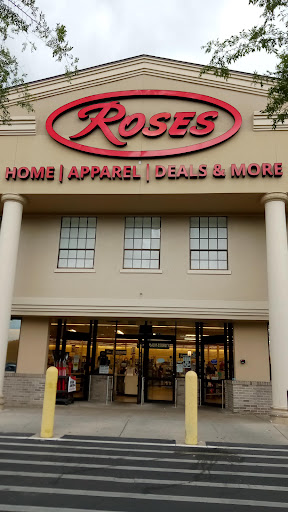 ROSES
HOME | APPAREL | DEALS & MORE